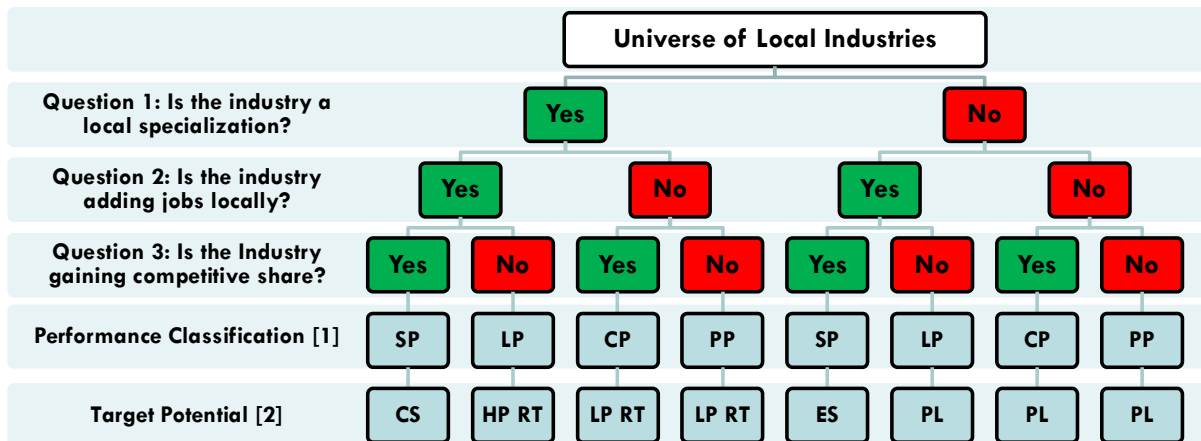 Universe of Local Industries
Question 1: Is the industry a
local specialization?
Yes
No
Question 2: Is the industry
adding jobs locally?
Yes
No
Yes
No
Question 3: Is the Industry
gaining competitive share?
Yes
No
Yes
No
Yes
No
Yes
No
Performance Classification [1]
SP
LP
CP
PP
SP
LP
CP
PP
Target Potential [2]
CS
HP RT
LP RT
LP RT
ES
PL
PL
PL